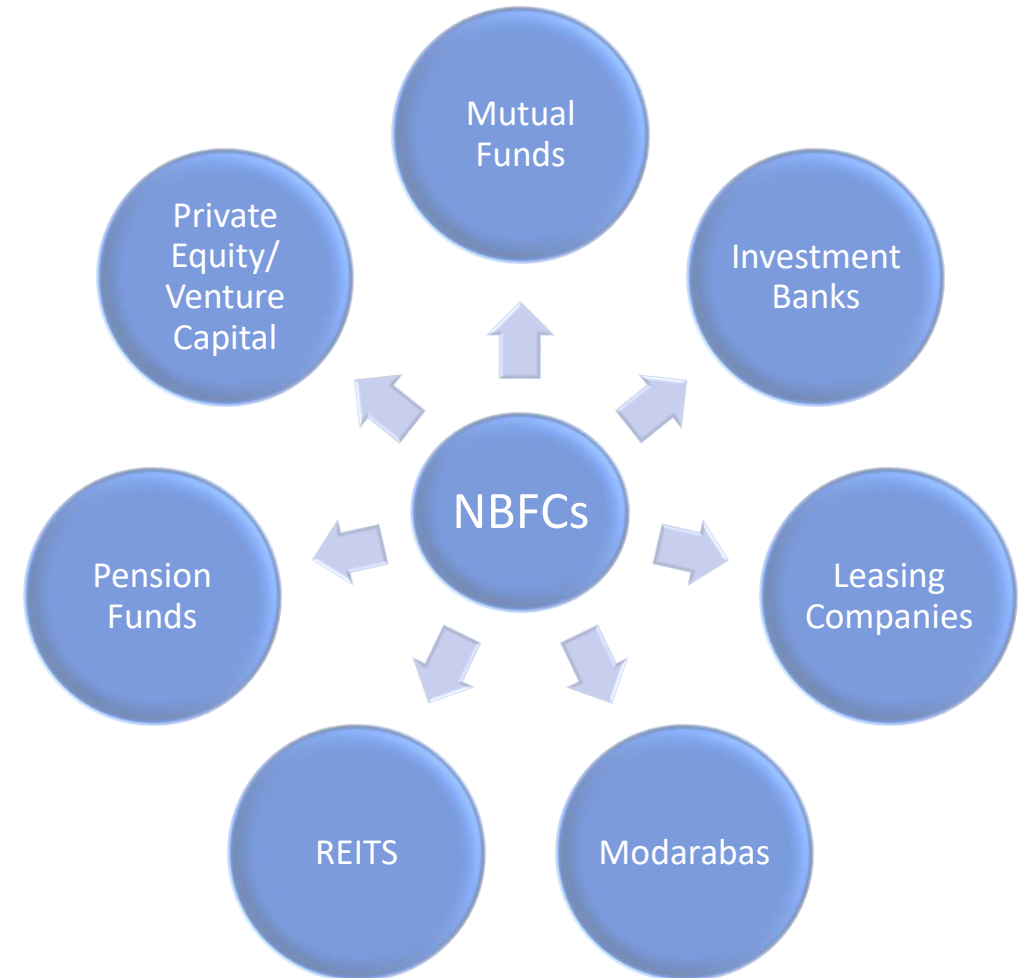 Mutual
Funds
Investment
Banks
Leasing
Companies
Modarabas
REITS
Pension
Funds
Private
Equity/
Venture
Capital
NBFCs